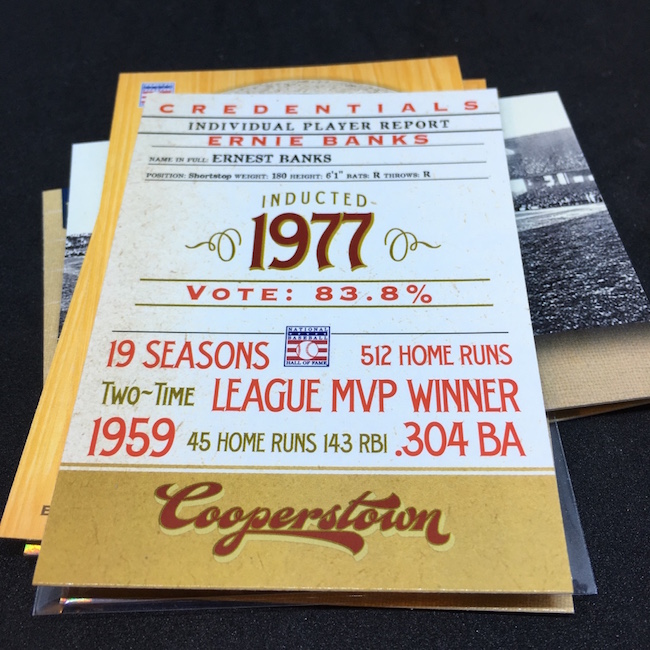 CREDENTIALS
INDIVIDUAL PLAYER REPORT
ERNIE BANKS
NAME IN FULL: ERNEST BANKS
POSITION: Shortstop WEIGHT: 180 HEIGHT: 6'1" BATS: R THROWS: R
INDUCTED
1977
VOTE: 83.8%
NATIONAL
BASEBALL
HALL OF FAME
19 SEASONS 512 HOME RUNS
TWO~TIME LEAGUE MVP WINNER
1959 45 HOME RUNS 143 RBI .304 BA
Cooperstown
E